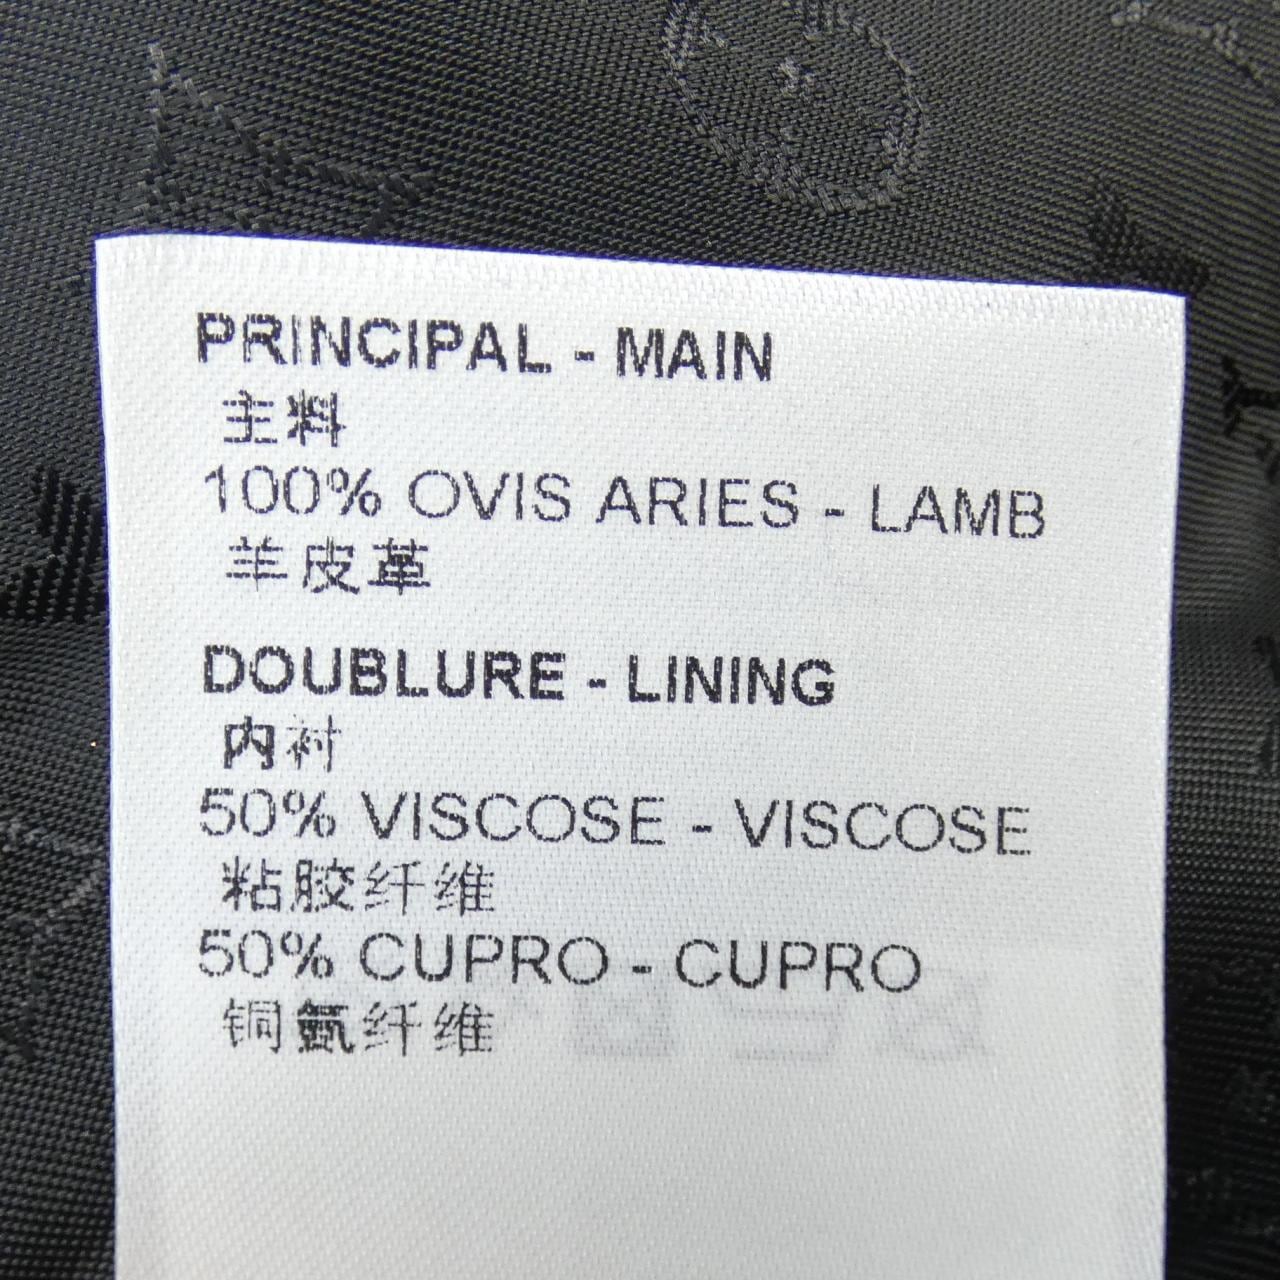 PRINCIPAL - MAIN
主料
100% OVIS ARIES - LAMB
羊皮革
DOUBLURE - LINING
内衬
50% VISCOSE - VISCOSE
粘胶纤维
50% CUPRO - CUPRO
铜氨纤维